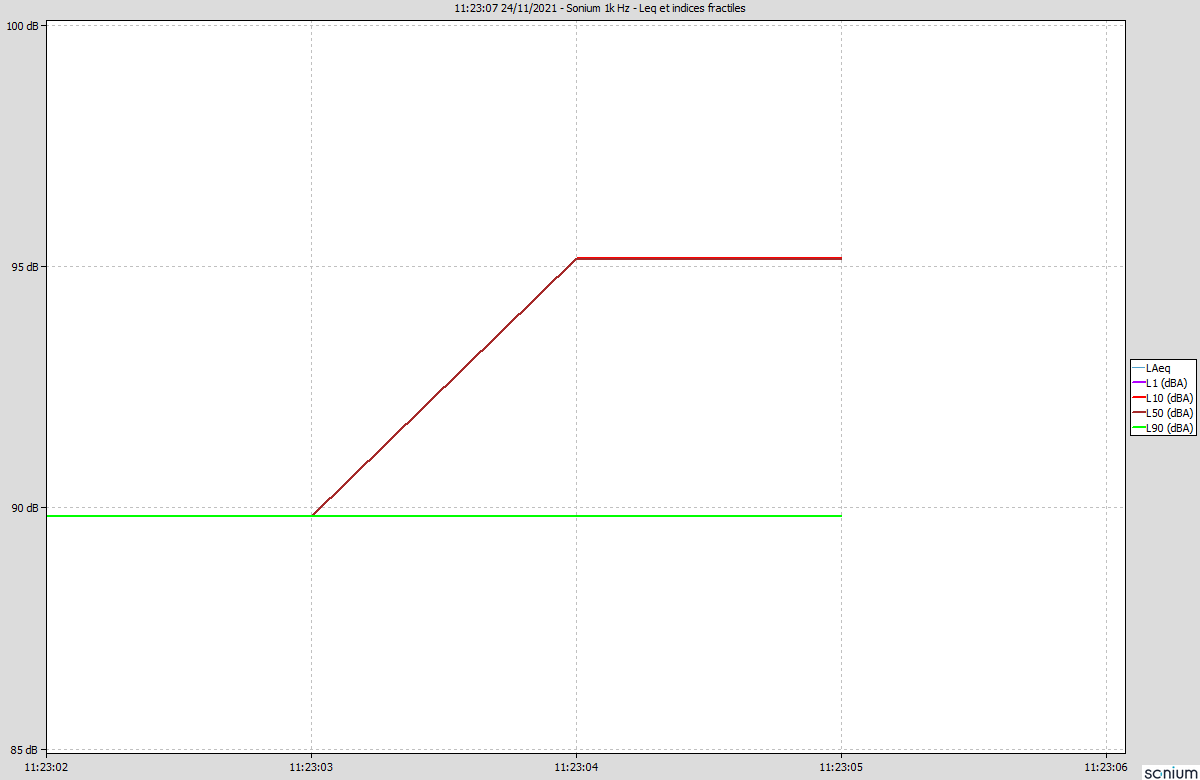 11:23:07 24/11/2021 - Sonium 1k Hz - Leq et indices fractiles
100 dB
95 dB
90 dB
85 dB
11:23:02
11:23:03
11:23:04
11:23:05
11:23:06
LAeq
L1 (dBA)
L10 (dBA)
L50 (dBA)
L90 (dBA)
sonium